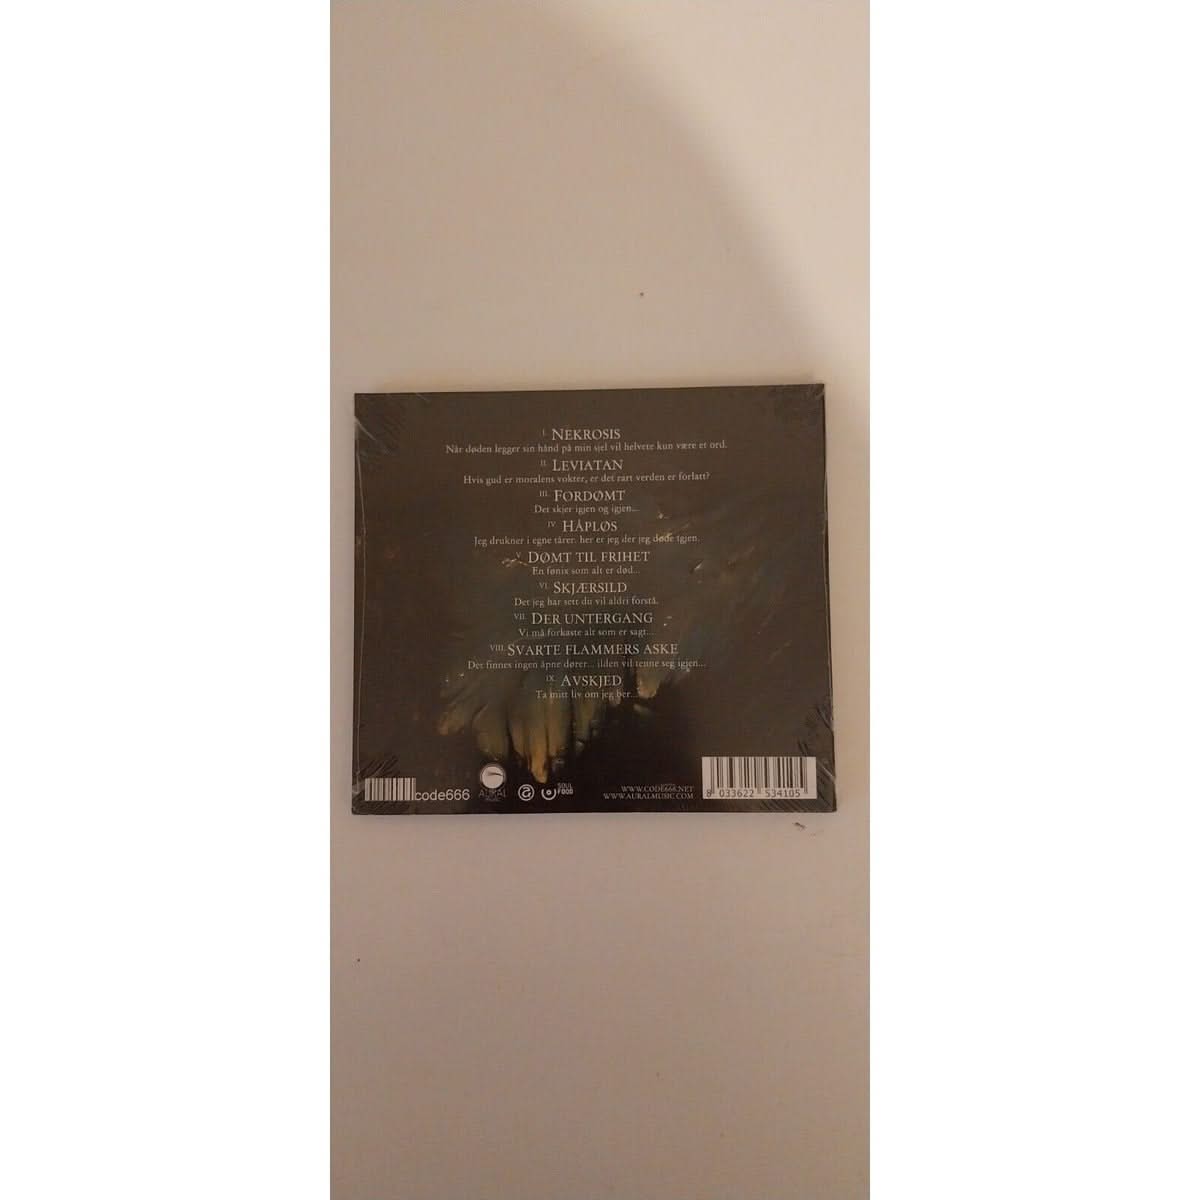 I. NEKROSIS
Når døden legger sin hånd på min sjel vil helvete kun være et ord.
II. LEVIATAN
Hvis gud er moralens vokter, er det rart verden er forlatt?
III. FORDØMT
Det skjer igjen og igjen...
IV. HÅPLØS
Jeg drukner i egne tårer. her er jeg der jeg døde igjen.
V. DØMT TIL FRIHET
En fønix som alt er død...
VI. SKJÆRSILD
Det jeg har sett du vil aldri forstå.
VII. DER UNTERGANG
Vi må forkaste alt som er sagt...
VIII. SVARTE FLAMMERS ASKE
Det finnes ingen åpne dører... ilden vil tenne seg igjen...
IX. AVSKJED
Ta mitt liv om jeg ber...
code666
AURAL
MUSIC
SOUL
FOOD
WWW.CODE666.NET
WWW.AURALMUSIC.COM
8 033622 534105